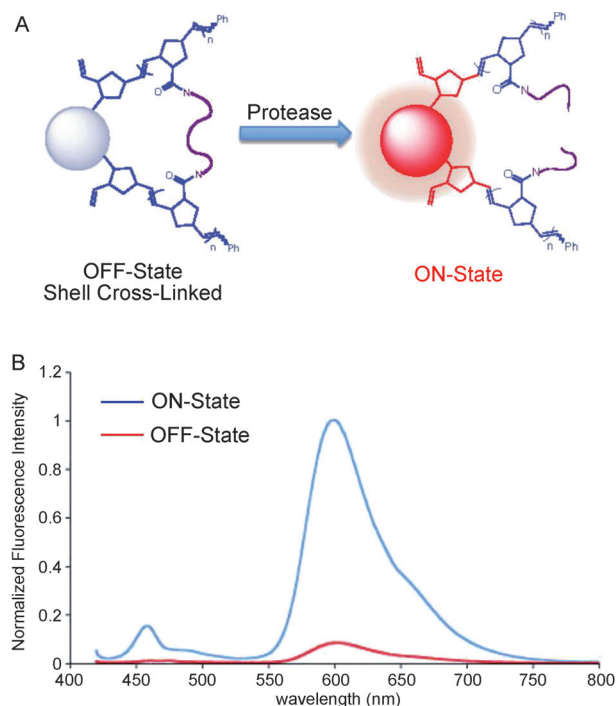 A
Ph
n
O
N
N
O
n
Ph
OFF-State
Shell Cross-Linked
Protease
Ph
n
O
N
N
O
n
Ph
ON-State
B
Normalized Fluorescence Intensity
1.2
1
0.8
0.6
0.4
0.2
0
ON-State
OFF-State
400 450 500 550 600 650 700 750 800
wavelength (nm)